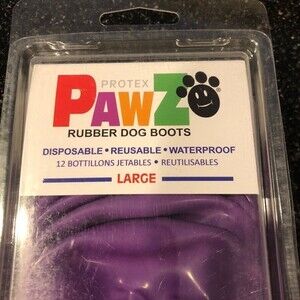 PROTEX
PAWZ
RUBBER DOG BOOTS
DISPOSABLE • REUSABLE • WATERPROOF
12 BOTTILLONS JETABLES • REUTILISABLES
LARGE